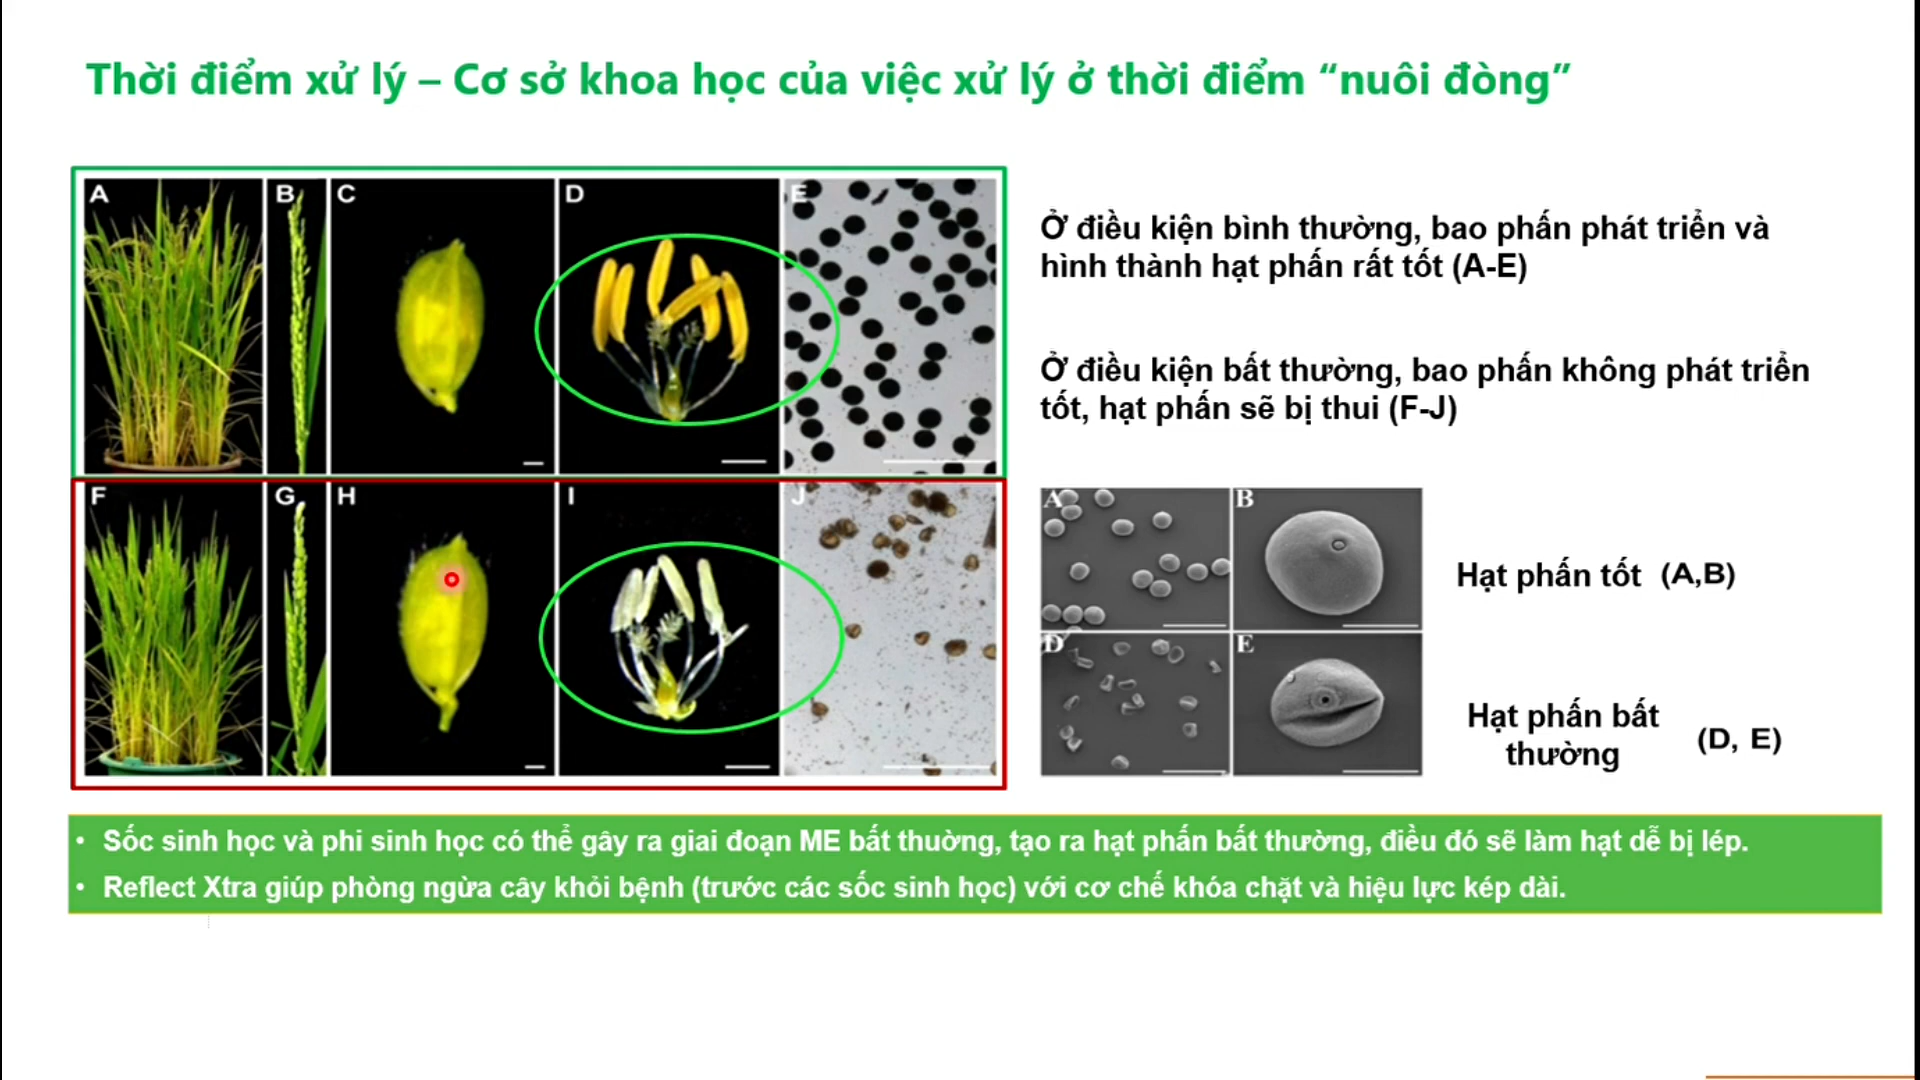 Thời điểm xử lý – Cơ sở khoa học của việc xử lý ở thời điểm “nuôi đòng”
A B C D E
F G H I J
Ở điều kiện bình thường, bao phấn phát triển và
hình thành hạt phấn rất tốt (A-E)
Ở điều kiện bất thường, bao phấn không phát triển
tốt, hạt phấn sẽ bị thui (F-J)
A B
Hạt phấn tốt (A,B)
D E
Hạt phấn bất
thường (D, E)
• Sốc sinh học và phi sinh học có thể gây ra giai đoạn ME bất thuờng, tạo ra hạt phấn bất thường, điều đó sẽ làm hạt dễ bị lép.
• Reflect Xtra giúp phòng ngừa cây khỏi bệnh (trước các sốc sinh học) với cơ chế khóa chặt và hiệu lực kép dài.